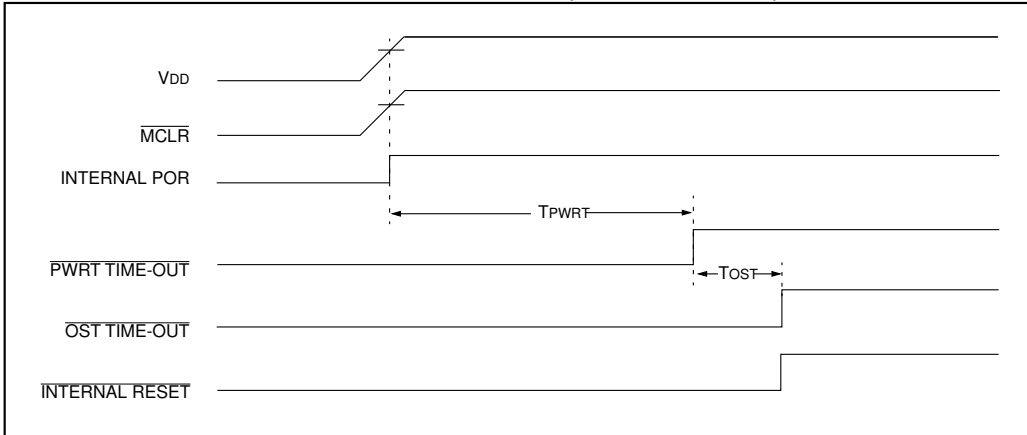 VDD
MCLR
INTERNAL POR
TPWRT
PWRT TIME-OUT
TOST
OST TIME-OUT
INTERNAL RESET